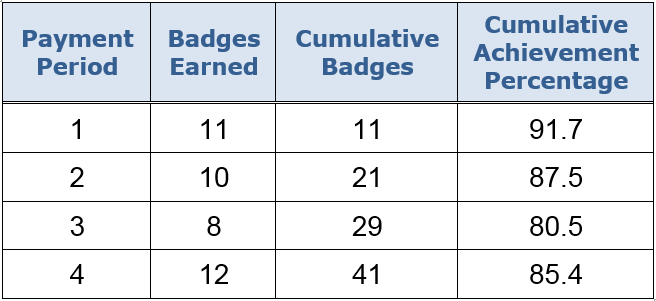 Payment Period | Badges Earned | Cumulative Badges | Cumulative Achievement Percentage
1 | 11 | 11 | 91.7
2 | 10 | 21 | 87.5
3 | 8 | 29 | 80.5
4 | 12 | 41 | 85.4